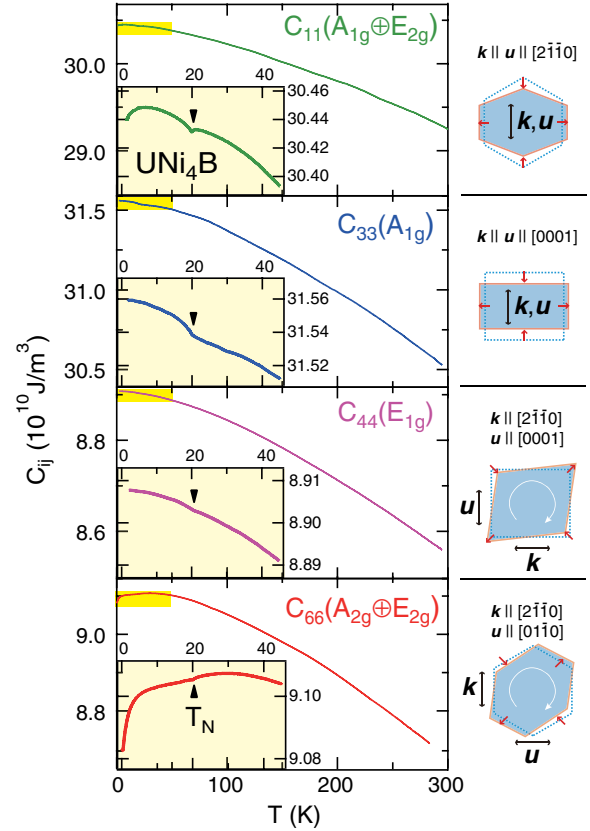 C11(A1g⊕E2g)
0 20 40
30.0
29.0
30.46
30.44
30.42
30.40
UNi4B
k || u || [21̄1̄0]
k, u
C33(A1g)
0 20 40
31.5
31.0
30.5
31.56
31.54
31.52
k || u || [0001]
k, u
C44(E1g)
0 20 40
8.8
8.6
8.91
8.90
8.89
k || [21̄1̄0]
u || [0001]
u
k
C66(A2g⊕E2g)
0 20 40
9.0
8.8
9.10
9.08
TN
k || [21̄1̄0]
u || [011̄0]
k
u
0 100 200 300
T (K)
Cij (10^10 J/m^3)